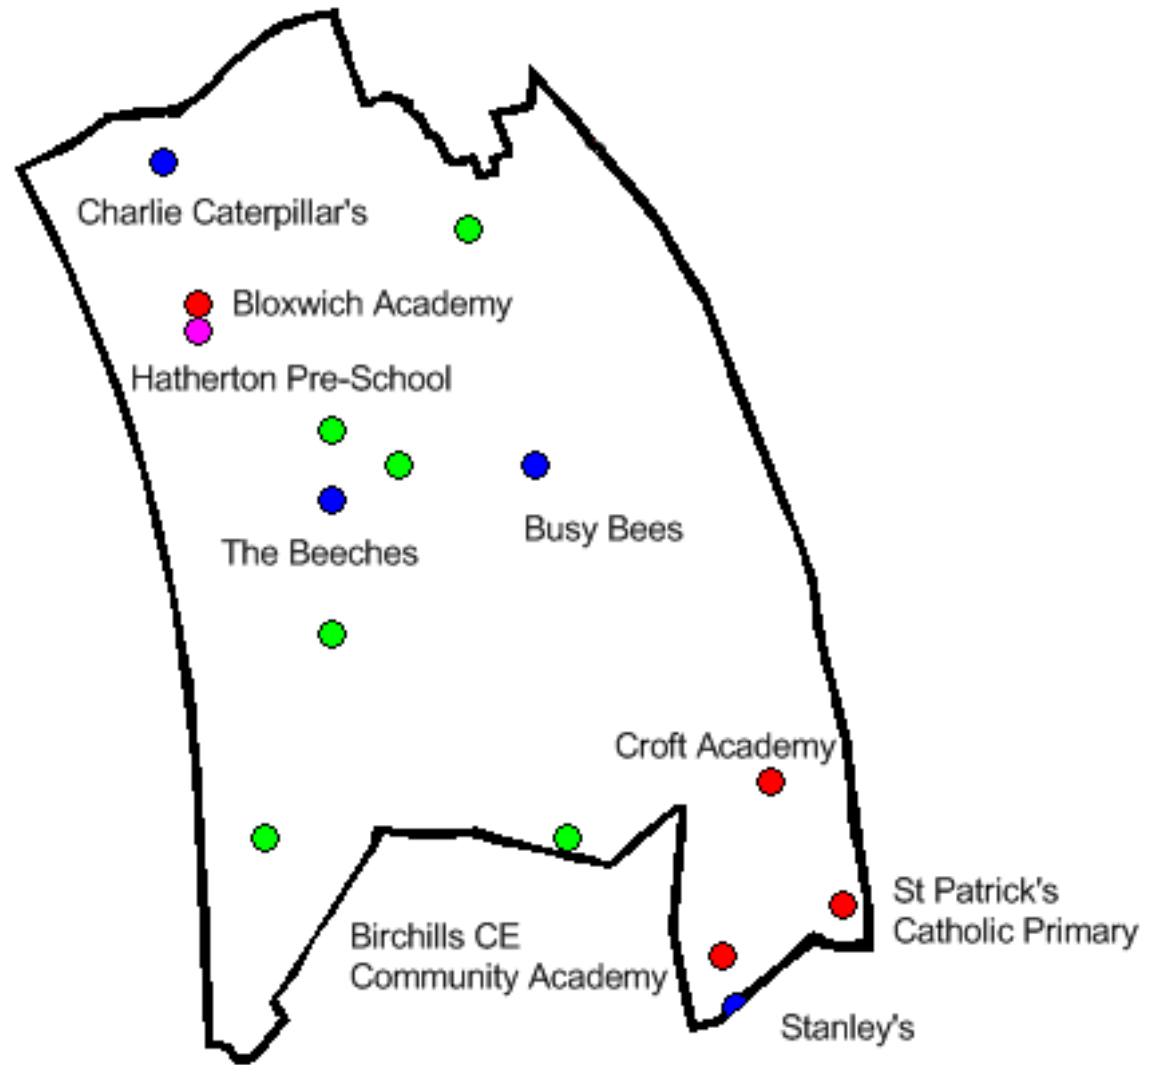 Charlie Caterpillar's
Bloxwich Academy
Hatherton Pre-School
Busy Bees
The Beeches
Croft Academy
St Patrick's
Catholic Primary
Birchills CE
Community Academy
Stanley's